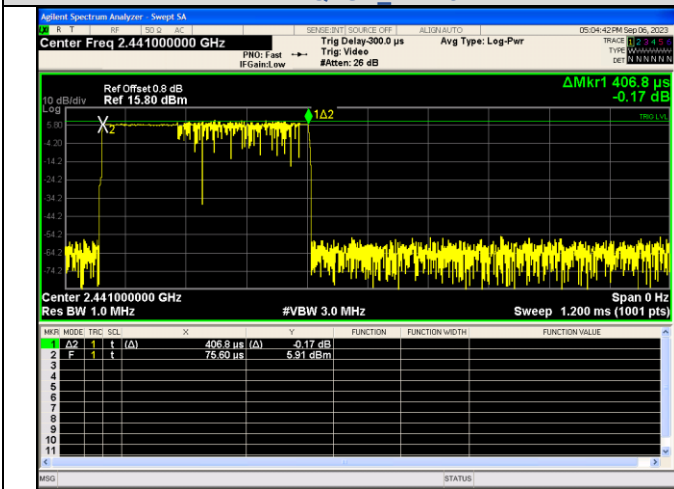 Agilent Spectrum Analyzer - Swept SA
R T RF 50 Ω AC SENSE:INT SOURCE OFF ALIGN AUTO 05:04:42 PM Sep 06, 2023
Center Freq 2.441000000 GHz
PNO: Fast
IFGain:Low
Trig Delay-300.0 µs
Trig: Video
#Atten: 26 dB
Avg Type: Log-Pwr
TRACE 1 2 3 4 5 6
TYPE
DET N N N N N N
Ref Offset 0.8 dB
10 dB/div Ref 15.80 dBm
Log
ΔMkr1 406.8 µs
-0.17 dB
X2
1Δ2
TRIG LVL
5.80
-4.20
-14.2
-24.2
-34.2
-44.2
-54.2
-64.2
-74.2
Center 2.441000000 GHz Span 0 Hz
Res BW 1.0 MHz #VBW 3.0 MHz Sweep 1.200 ms (1001 pts)
MKR MODE TRC SCL X Y FUNCTION FUNCTION WIDTH FUNCTION VALUE
1 Δ2 1 t (Δ) 406.8 µs (Δ) -0.17 dB
2 F 1 t 75.60 µs 5.91 dBm
3
4
5
6
7
8
9
10
11
MSG STATUS